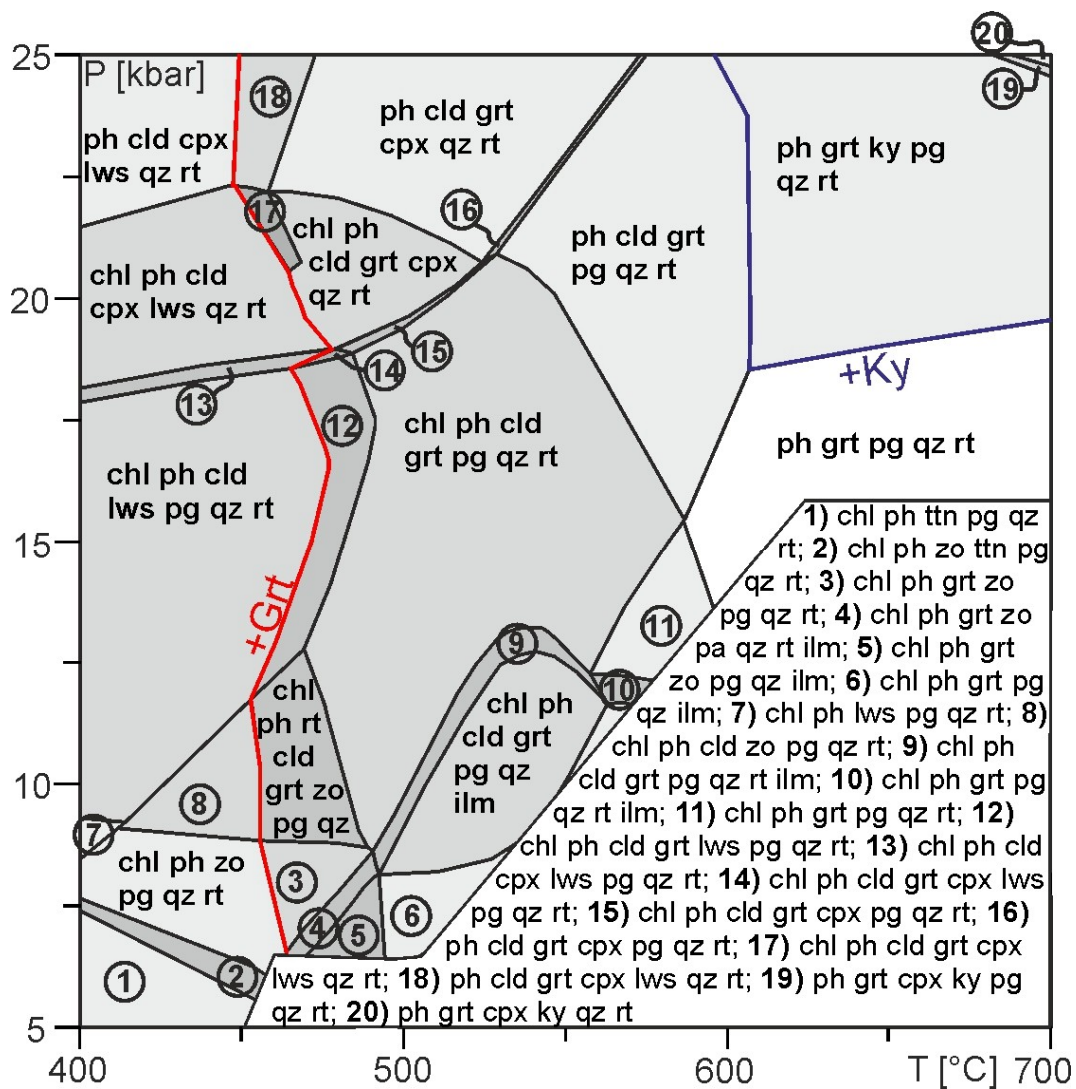 20
25
P [kbar]
18
19
ph cld grt
cpx qz rt
ph cld cpx
lws qz rt
ph grt ky pg
qz rt
17
16
chl ph
cld grt cpx
qz rt
ph cld grt
pg qz rt
chl ph cld
cpx lws qz rt
20
15
14
13
+Ky
12
chl ph cld
grt pg qz rt
ph grt pg qz rt
chl ph cld
lws pg qz rt
15
+Grt
11
9
10
chl
ph rt
cld
grt zo
pg qz
chl ph
cld grt
pg qz
ilm
10
8
7
chl ph zo
pg qz rt
3
4
5
6
1
2
1) chl ph ttn pg qz
rt; 2) chl ph zo ttn pg
qz rt; 3) chl ph grt zo
pg qz rt; 4) chl ph grt zo
pa qz rt ilm; 5) chl ph grt
zo pg qz ilm; 6) chl ph grt pg
qz ilm; 7) chl ph lws pg qz rt; 8)
chl ph cld zo pg qz rt; 9) chl ph
cld grt pg qz rt ilm; 10) chl ph grt pg
qz rt ilm; 11) chl ph grt pg qz rt; 12)
chl ph cld grt lws pg qz rt; 13) chl ph cld
cpx lws pg qz rt; 14) chl ph cld grt cpx lws
pg qz rt; 15) chl ph cld grt cpx pg qz rt; 16)
ph cld grt cpx pg qz rt; 17) chl ph cld grt cpx
lws qz rt; 18) ph cld grt cpx lws qz rt; 19) ph grt cpx ky pg
qz rt; 20) ph grt cpx ky qz rt
5
400
500
600
T [°C]
700